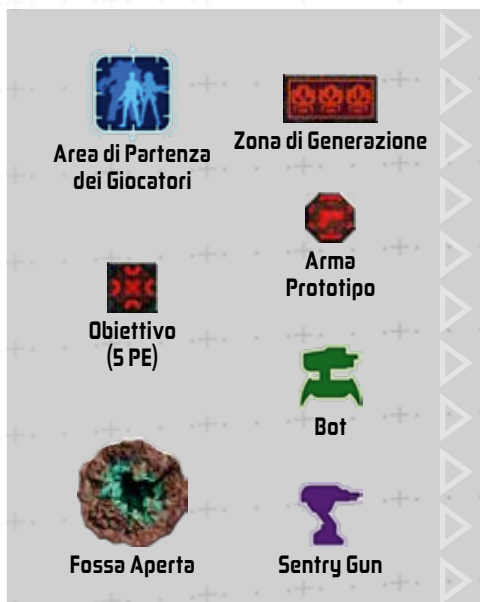 Area di Partenza
dei Giocatori
Zona di Generazione
Arma
Prototipo
Obiettivo
(5 PE)
Bot
Fossa Aperta
Sentry Gun